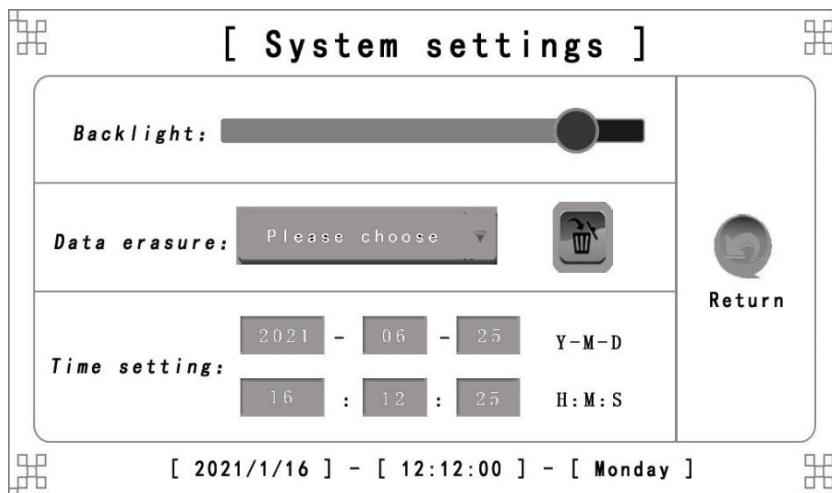 [ System settings ]
Backlight:
Data erasure: Please choose
Return
Time setting:
2021 - 06 - 25 Y-M-D
16 : 12 : 25 H:M:S
[ 2021/1/16 ] - [ 12:12:00 ] - [ Monday ]